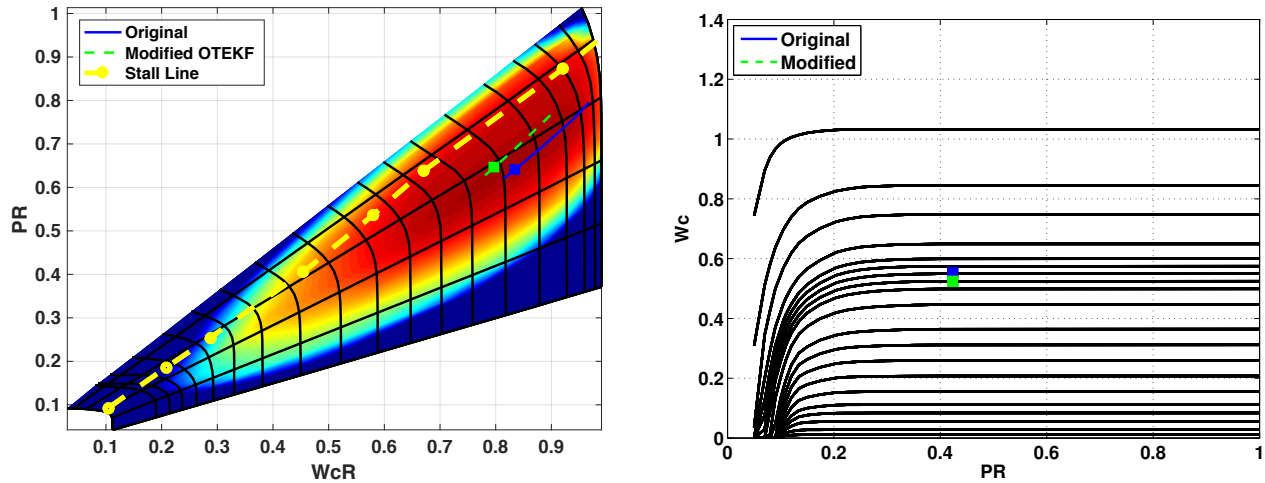 Original
Modified OTEKF
Stall Line
1
0.9
0.8
0.7
0.6
0.5
0.4
0.3
0.2
0.1
PR
0.1 0.2 0.3 0.4 0.5 0.6 0.7 0.8 0.9
WcR
Original
Modified
1.4
1.2
1
0.8
0.6
0.4
0.2
0
Wc
0 0.2 0.4 0.6 0.8 1
PR